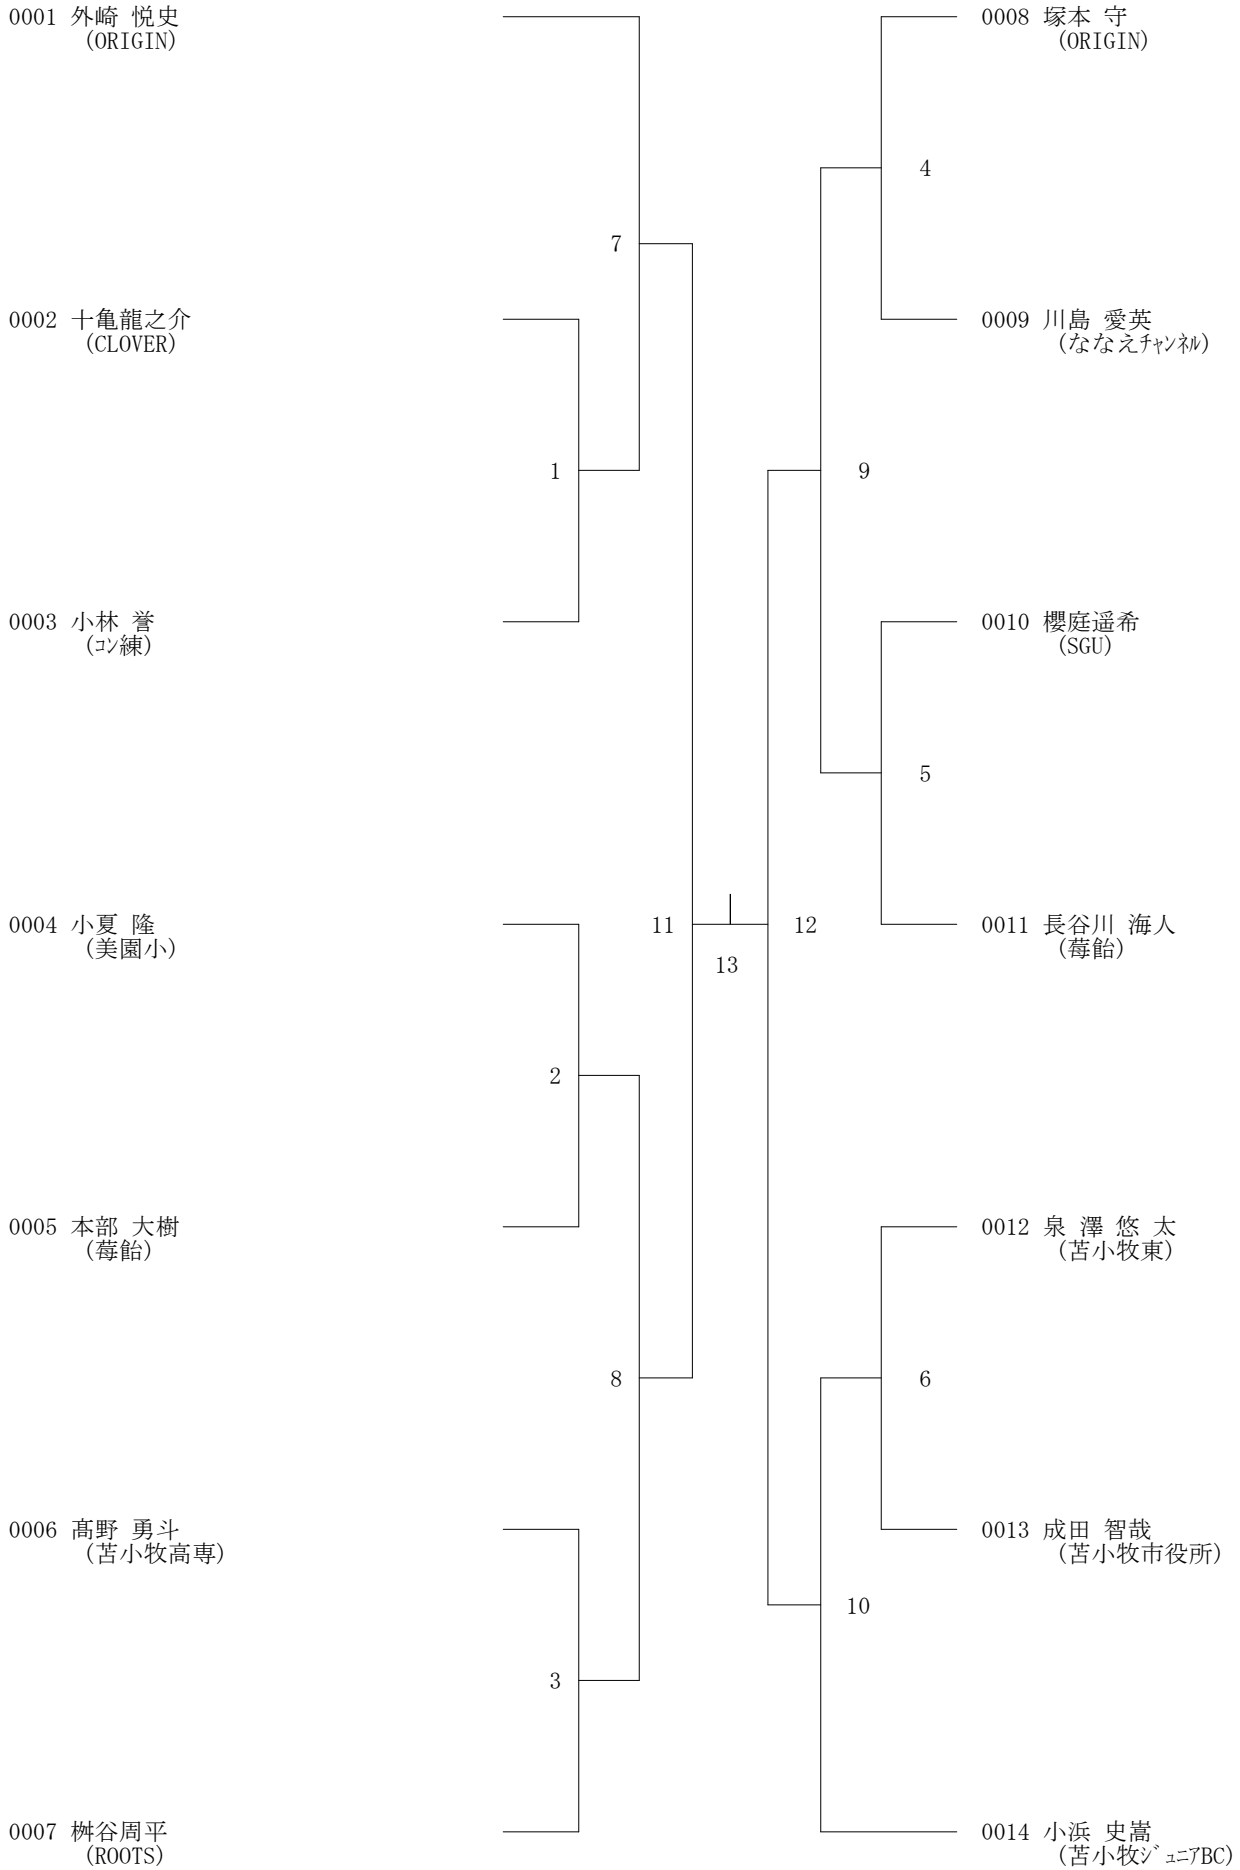 0001 外崎 悦史
(ORIGIN)
0002 十亀龍之介
(CLOVER)
0003 小林 誉
(コン練)
0004 小夏 隆
(美園小)
0005 本部 大樹
(苺飴)
0006 髙野 勇斗
(苫小牧高専)
0007 桝谷周平
(ROOTS)
7
1
2
8
3
11
13
12
4
9
5
6
10
0008 塚本 守
(ORIGIN)
0009 川島 愛英
(ななえチャンネル)
0010 櫻庭遥希
(SGU)
0011 長谷川 海人
(苺飴)
0012 泉 澤 悠 太
(苫小牧東)
0013 成田 智哉
(苫小牧市役所)
0014 小浜 史嵩
(苫小牧ジュニアBC)